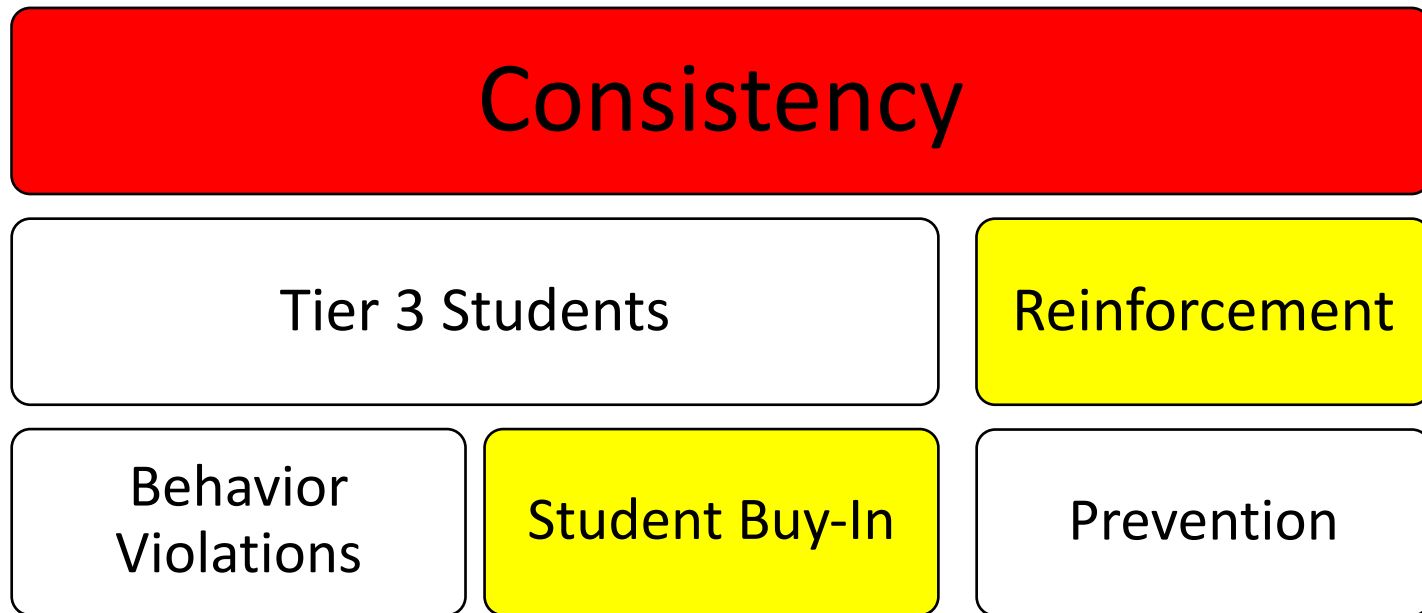 Consistency
Tier 3 Students
Reinforcement
Behavior
Violations
Student Buy-In
Prevention